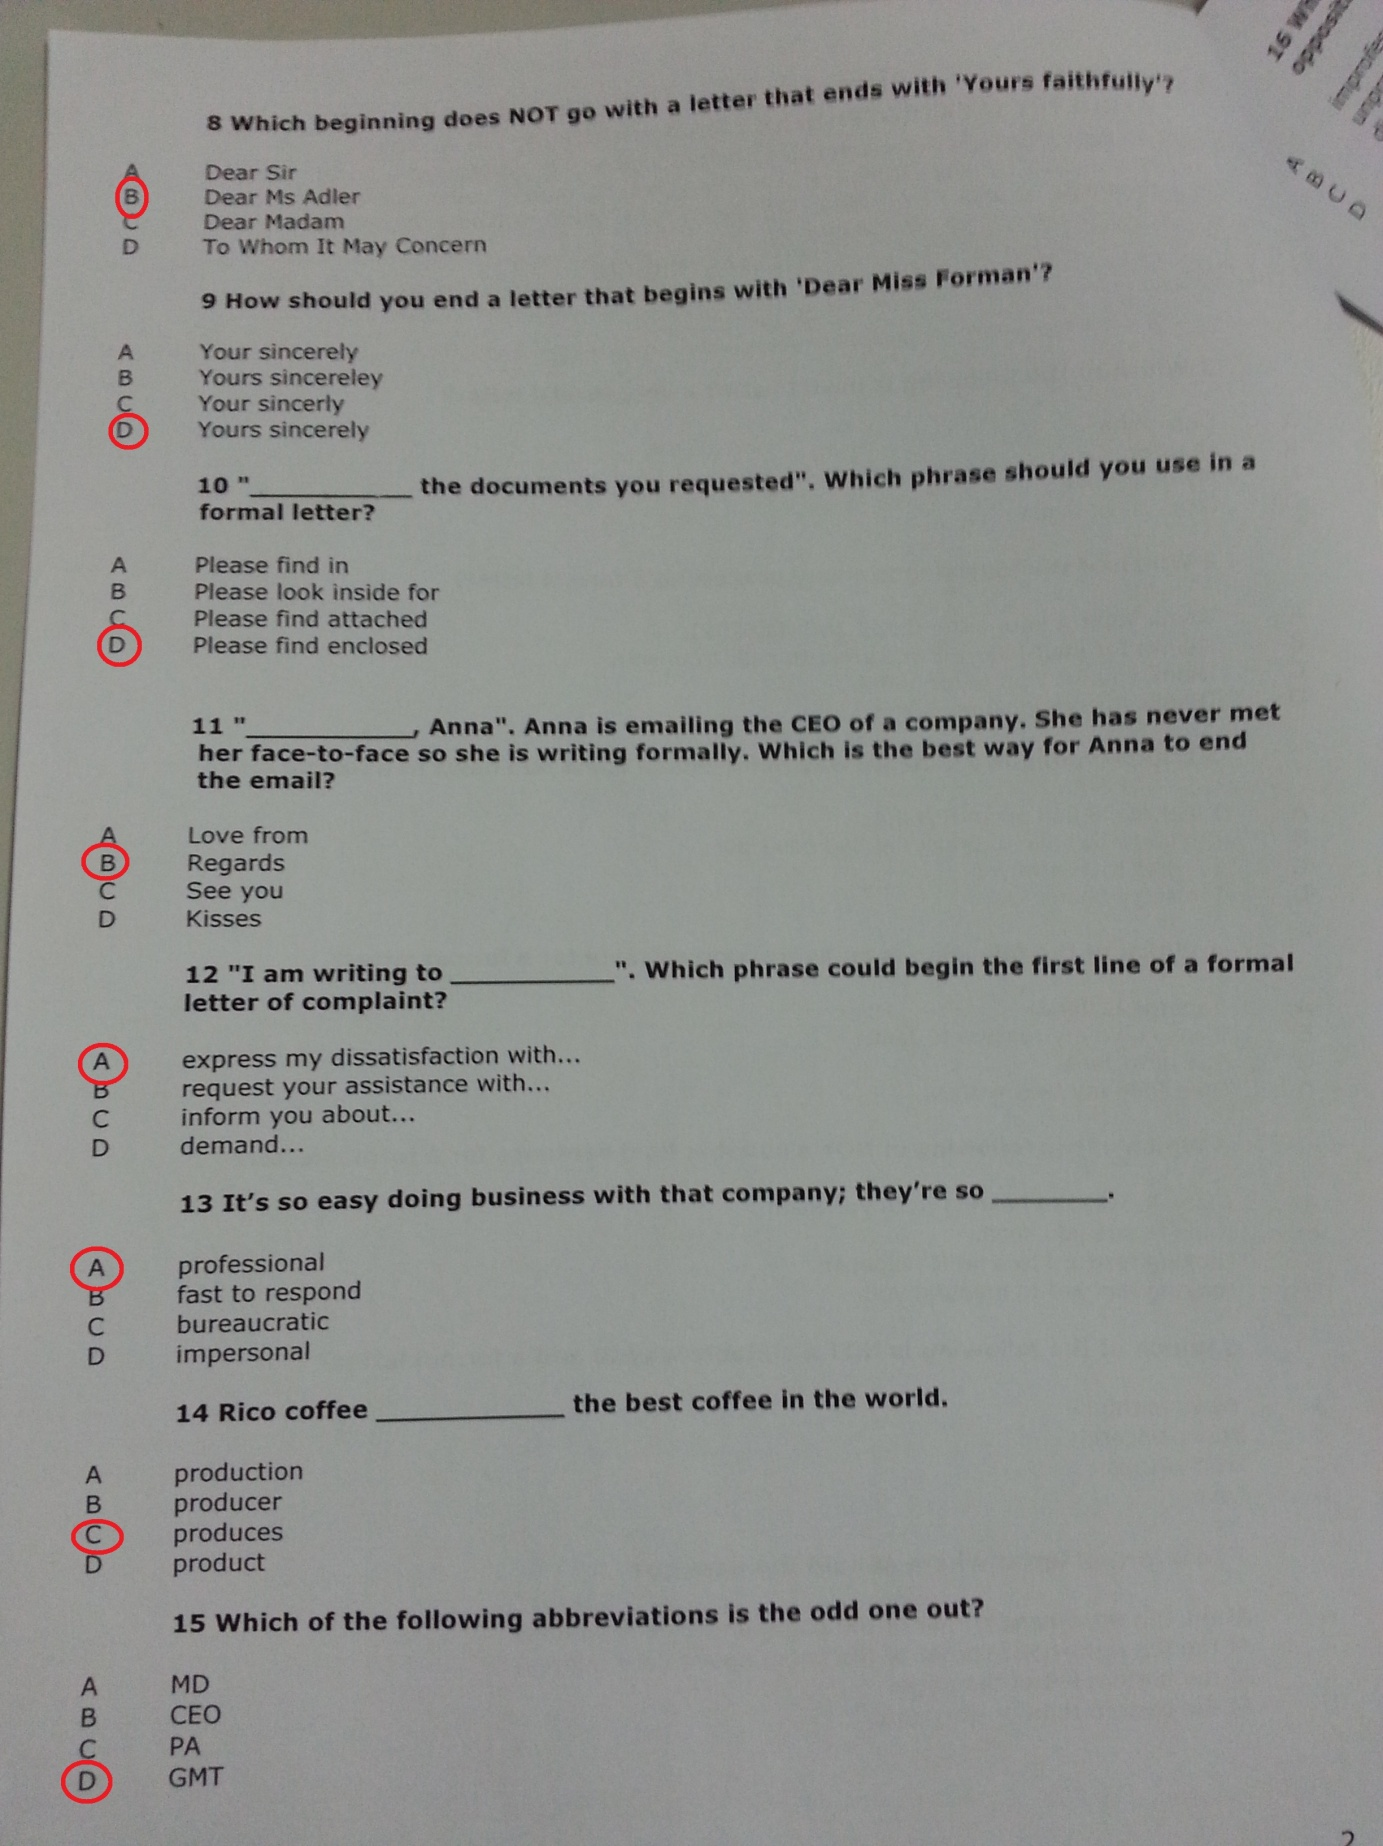 8 Which beginning does NOT go with a letter that ends with 'Yours faithfully'?
A Dear Sir
B Dear Ms Adler
C Dear Madam
D To Whom It May Concern
9 How should you end a letter that begins with 'Dear Miss Forman'?
A Your sincerely
B Yours sincereley
C Your sincerly
D Yours sincerely
10 "____________ the documents you requested". Which phrase should you use in a
formal letter?
A Please find in
B Please look inside for
C Please find attached
D Please find enclosed
11 "____________, Anna". Anna is emailing the CEO of a company. She has never met
her face-to-face so she is writing formally. Which is the best way for Anna to end
the email?
A Love from
B Regards
C See you
D Kisses
12 "I am writing to ____________". Which phrase could begin the first line of a formal
letter of complaint?
A express my dissatisfaction with...
B request your assistance with...
C inform you about...
D demand...
13 It's so easy doing business with that company; they're so ________.
A professional
B fast to respond
C bureaucratic
D impersonal
14 Rico coffee _____________ the best coffee in the world.
A production
B producer
C produces
D product
15 Which of the following abbreviations is the odd one out?
A MD
B CEO
C PA
D GMT
16
A
B
C
D